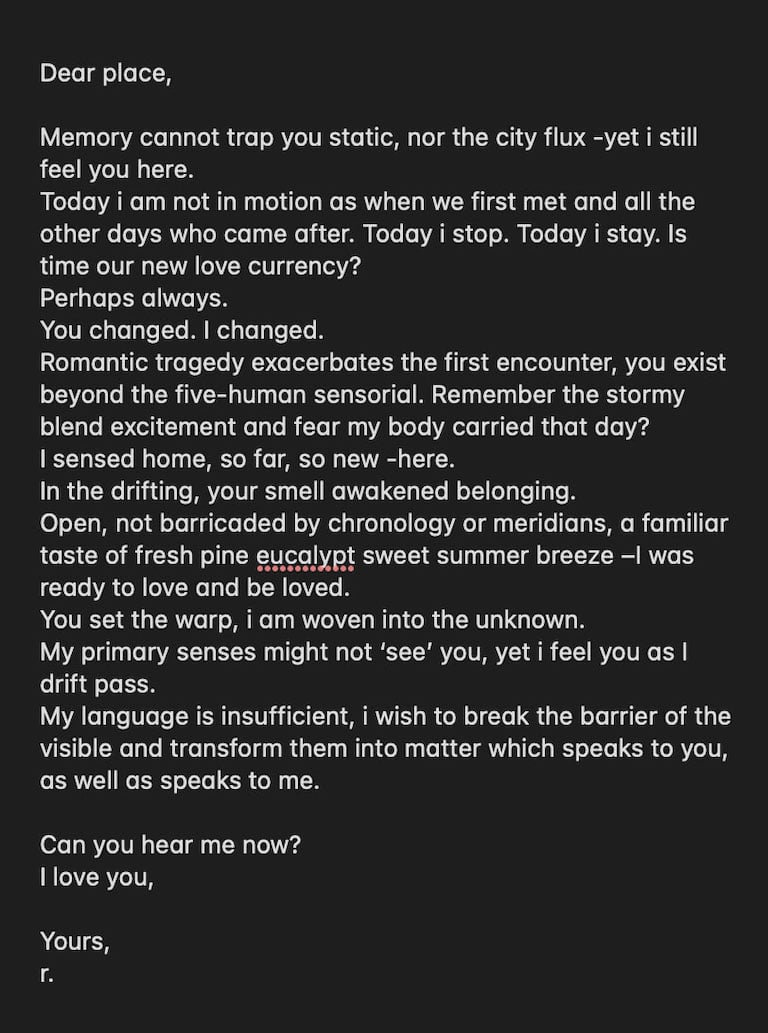 Dear place,
Memory cannot trap you static, nor the city flux -yet i still
feel you here.
Today i am not in motion as when we first met and all the
other days who came after. Today i stop. Today i stay. Is
time our new love currency?
Perhaps always.
You changed. I changed.
Romantic tragedy exacerbates the first encounter, you exist
beyond the five-human sensorial. Remember the stormy
blend excitement and fear my body carried that day?
I sensed home, so far, so new -here.
In the drifting, your smell awakened belonging.
Open, not barricaded by chronology or meridians, a familiar
taste of fresh pine eucalypt sweet summer breeze –I was
ready to love and be loved.
You set the warp, i am woven into the unknown.
My primary senses might not ‘see’ you, yet i feel you as I
drift pass.
My language is insufficient, i wish to break the barrier of the
visible and transform them into matter which speaks to you,
as well as speaks to me.
Can you hear me now?
I love you,
Yours,
r.